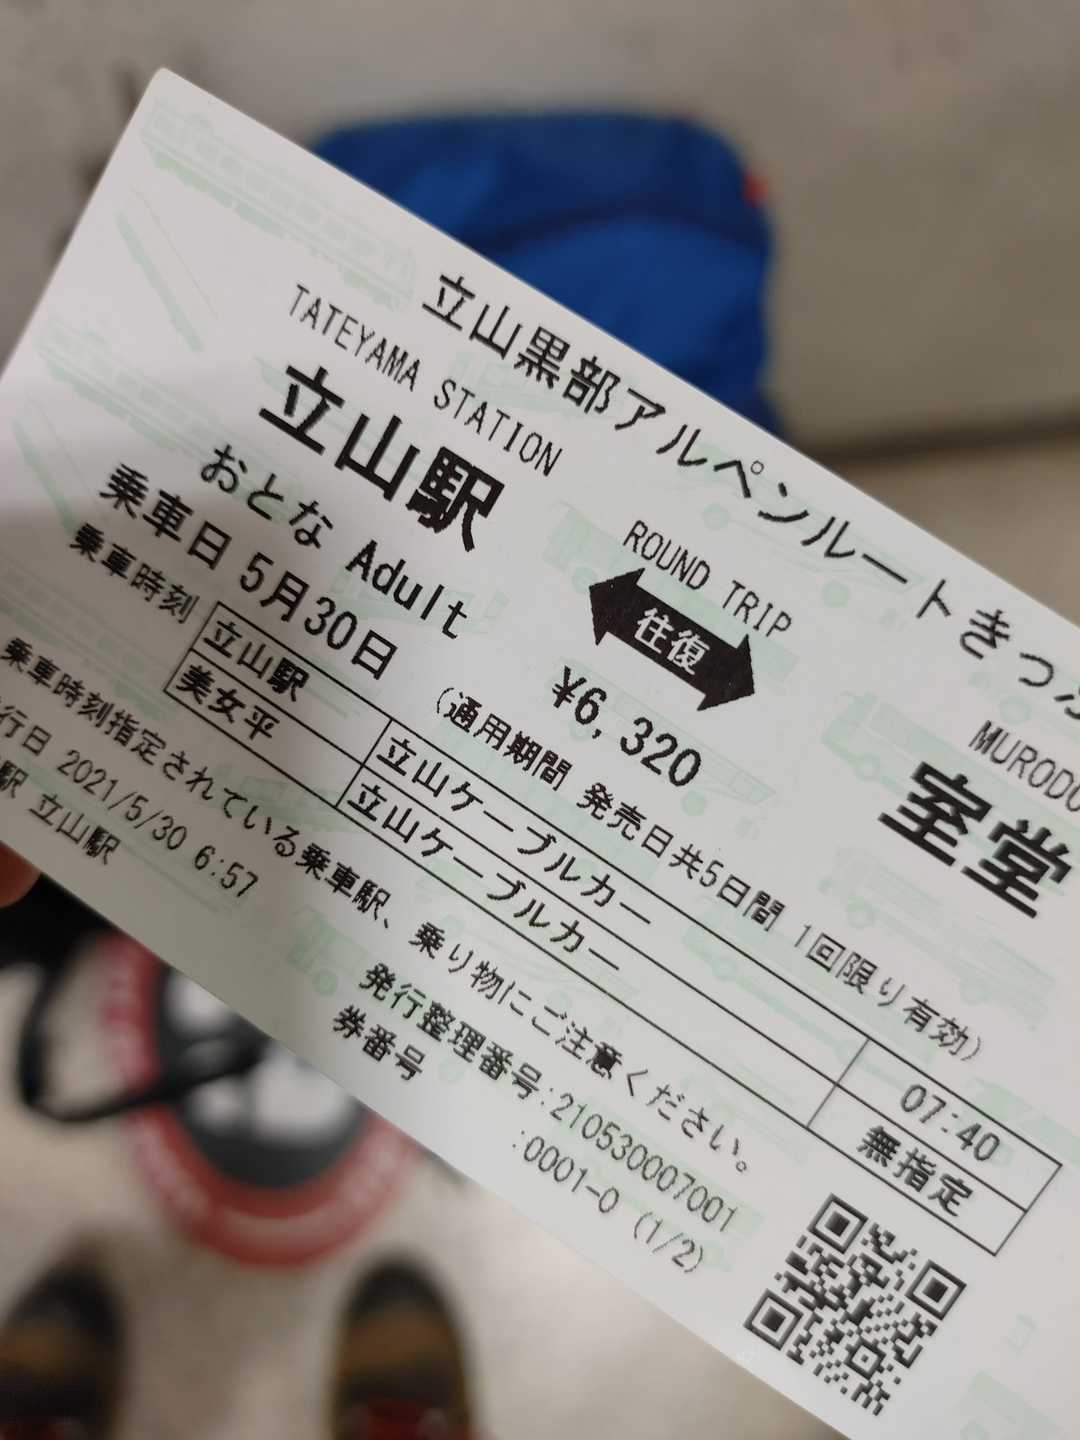 立山黒部アルペンルートきっぷ
TATEYAMA STATION
立山駅
ROUND TRIP
往復
MURODO
室堂
おとな Adult
¥6,320
乗車日 5月30日
(通用期間 発売日共5日間 1回限り有効)
乗車時刻
立山駅 立山ケーブルカー 07:40
美女平 立山ケーブルカー 無指定
乗車時刻指定されている乗車駅、乗り物にご注意ください。
行日 2021/5/30 6:57
発行整理番号:210530007001
駅 立山駅
券番号 :0001-0 (1/2)